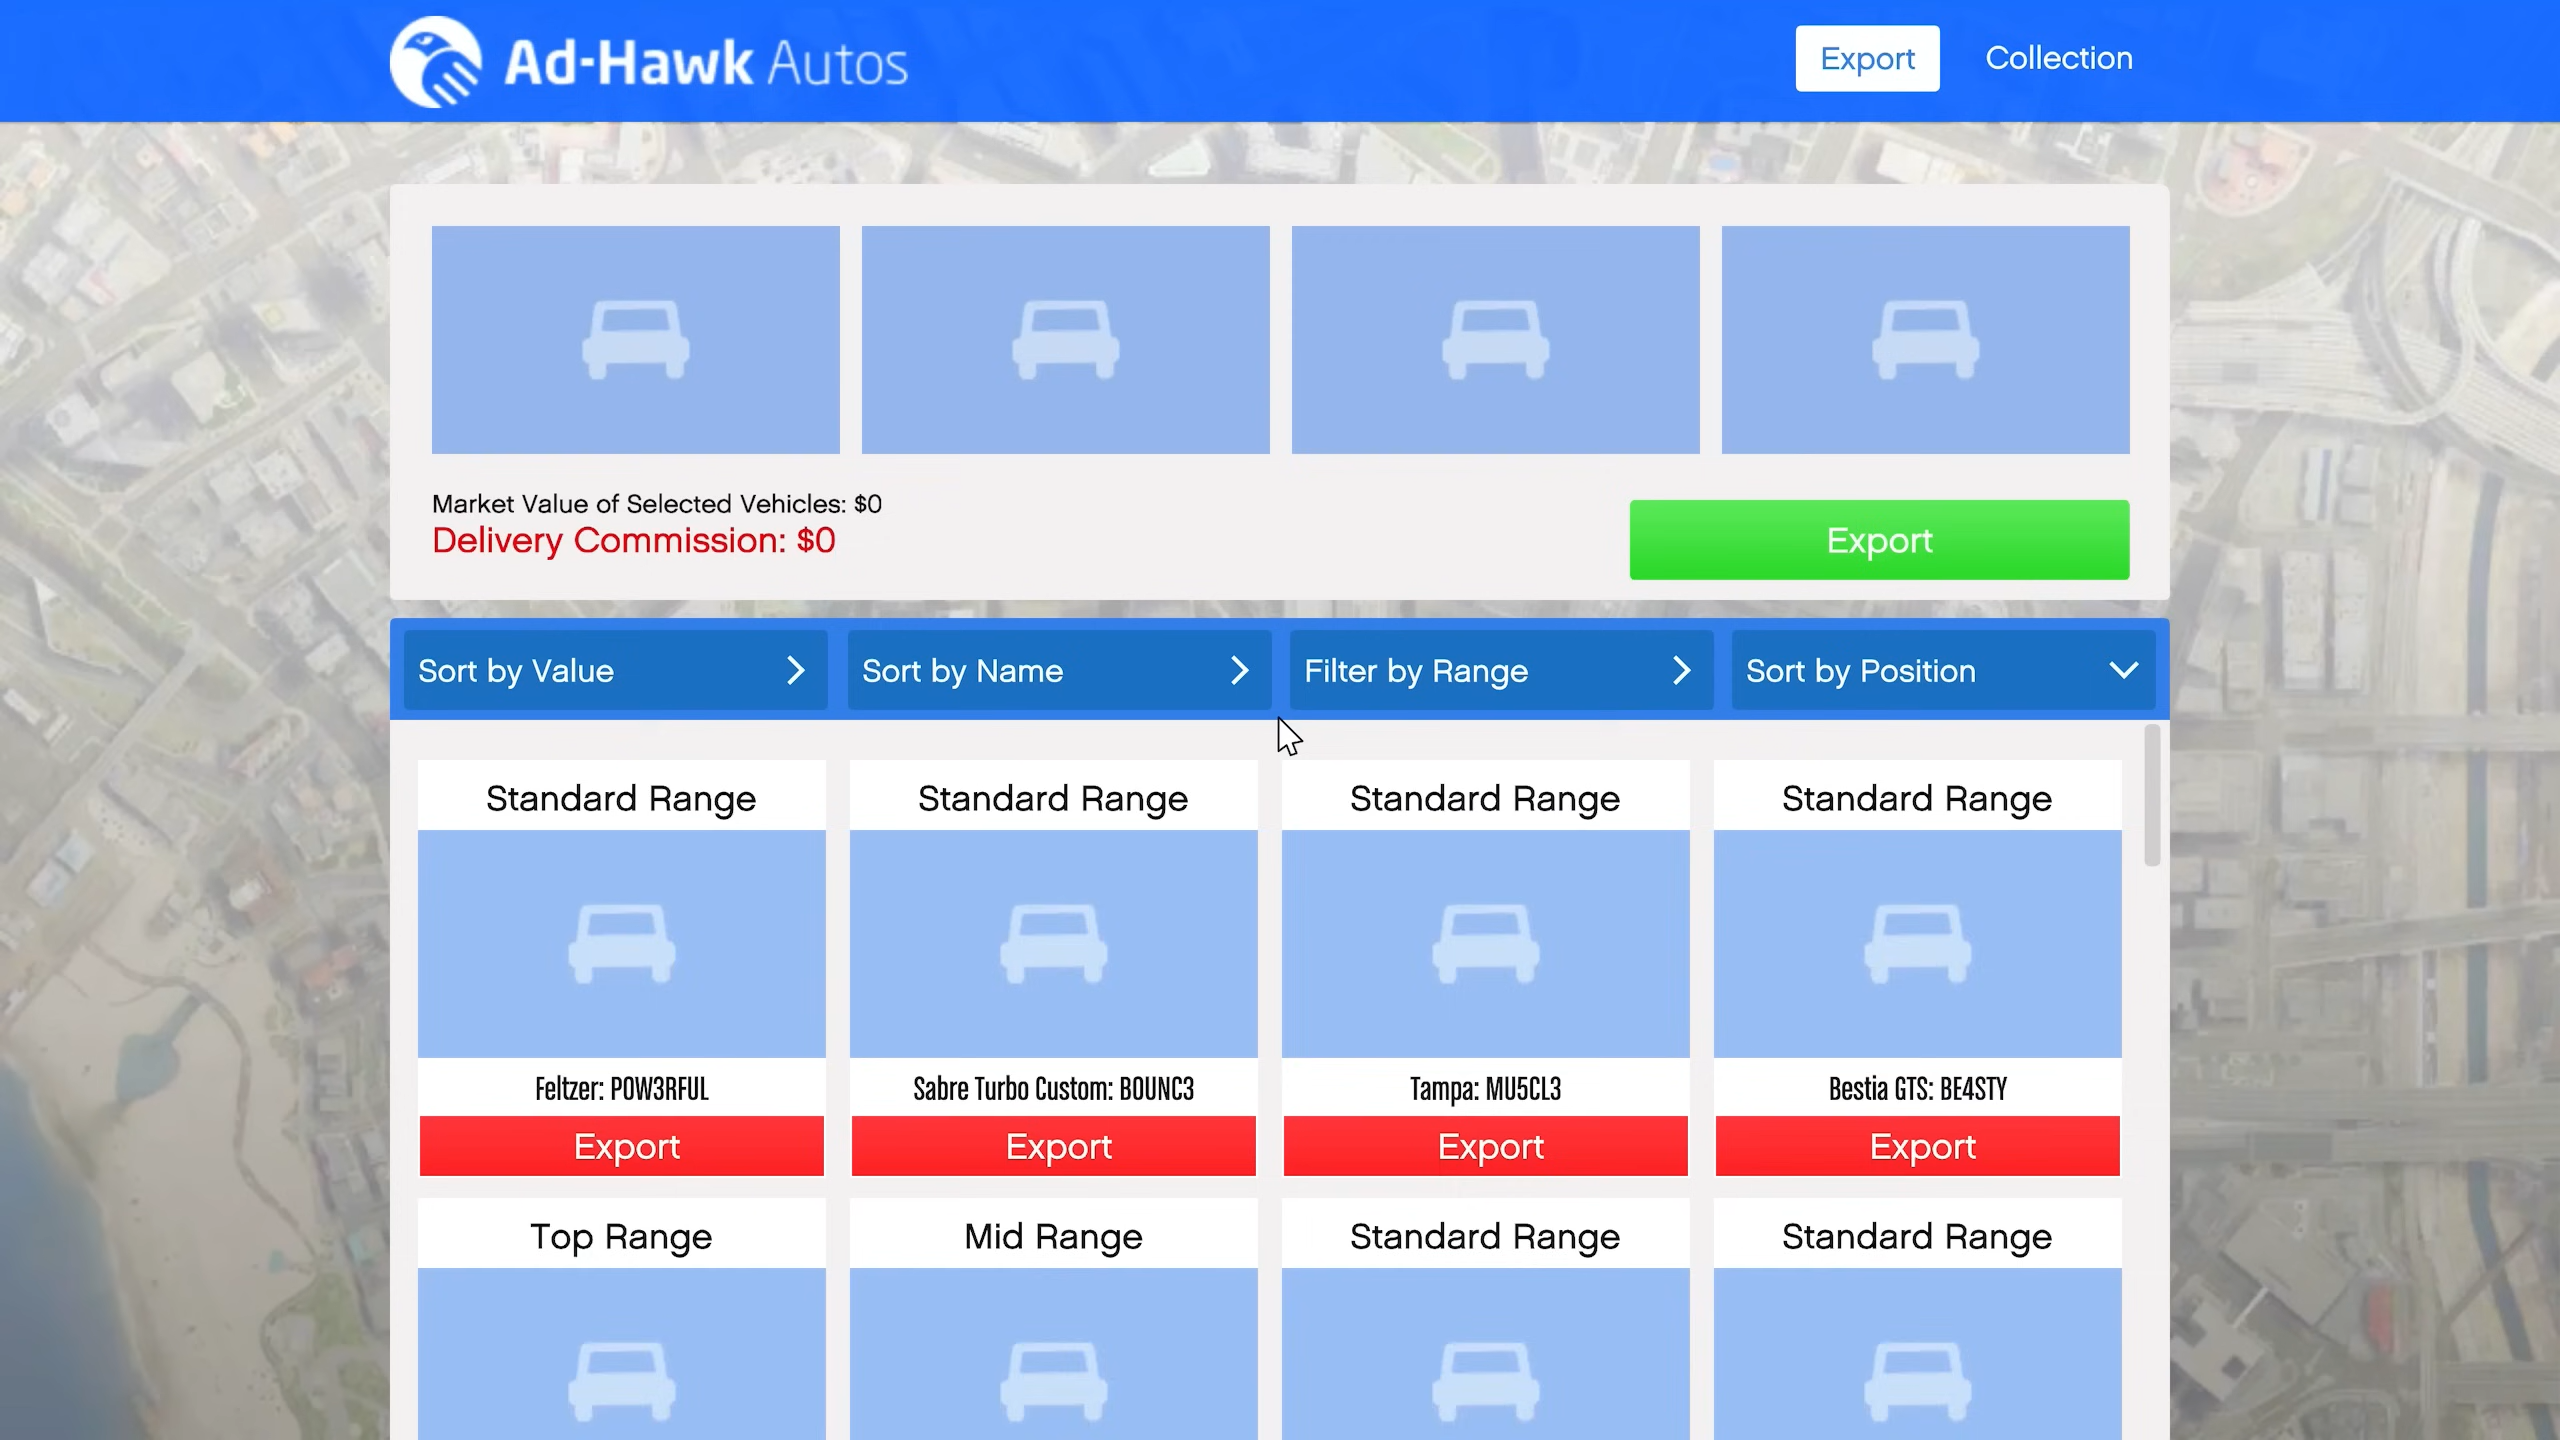 Ad-Hawk Autos
Export
Collection
Market Value of Selected Vehicles: $0
Delivery Commission: $0
Export
Sort by Value
Sort by Name
Filter by Range
Sort by Position
Standard Range
Standard Range
Standard Range
Standard Range
Feltzer: P0W3RFUL
Sabre Turbo Custom: B0UNC3
Tampa: MU5CL3
Bestia GTS: BE4STY
Export
Export
Export
Export
Top Range
Mid Range
Standard Range
Standard Range